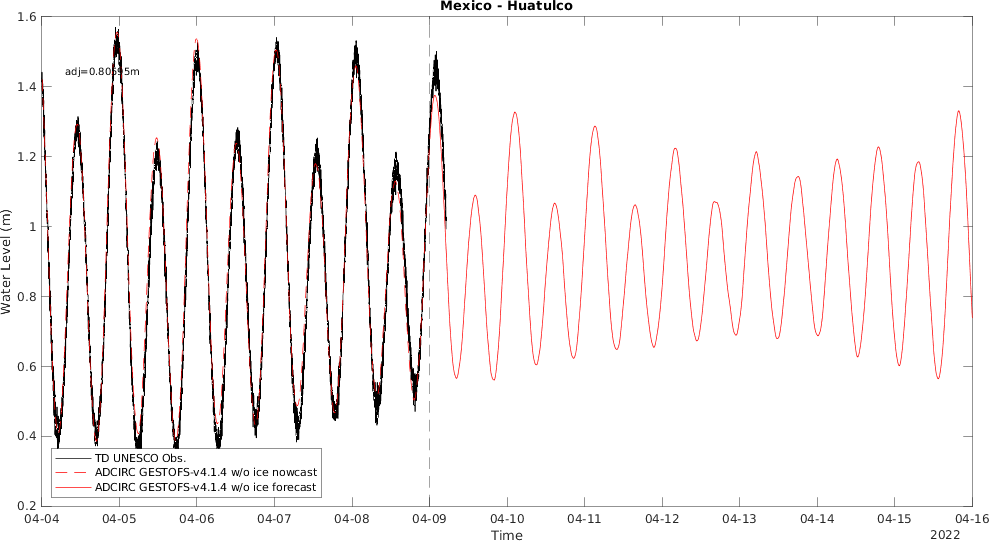 Mexico - Huatulco
1.6
1.4
1.2
1
0.8
0.6
0.4
0.2
Water Level (m)
adj=0.80595m
TD UNESCO Obs.
ADCIRC GESTOFS-v4.1.4 w/o ice nowcast
ADCIRC GESTOFS-v4.1.4 w/o ice forecast
04-04 04-05 04-06 04-07 04-08 04-09 04-10 04-11 04-12 04-13 04-14 04-15 04-16
Time
2022